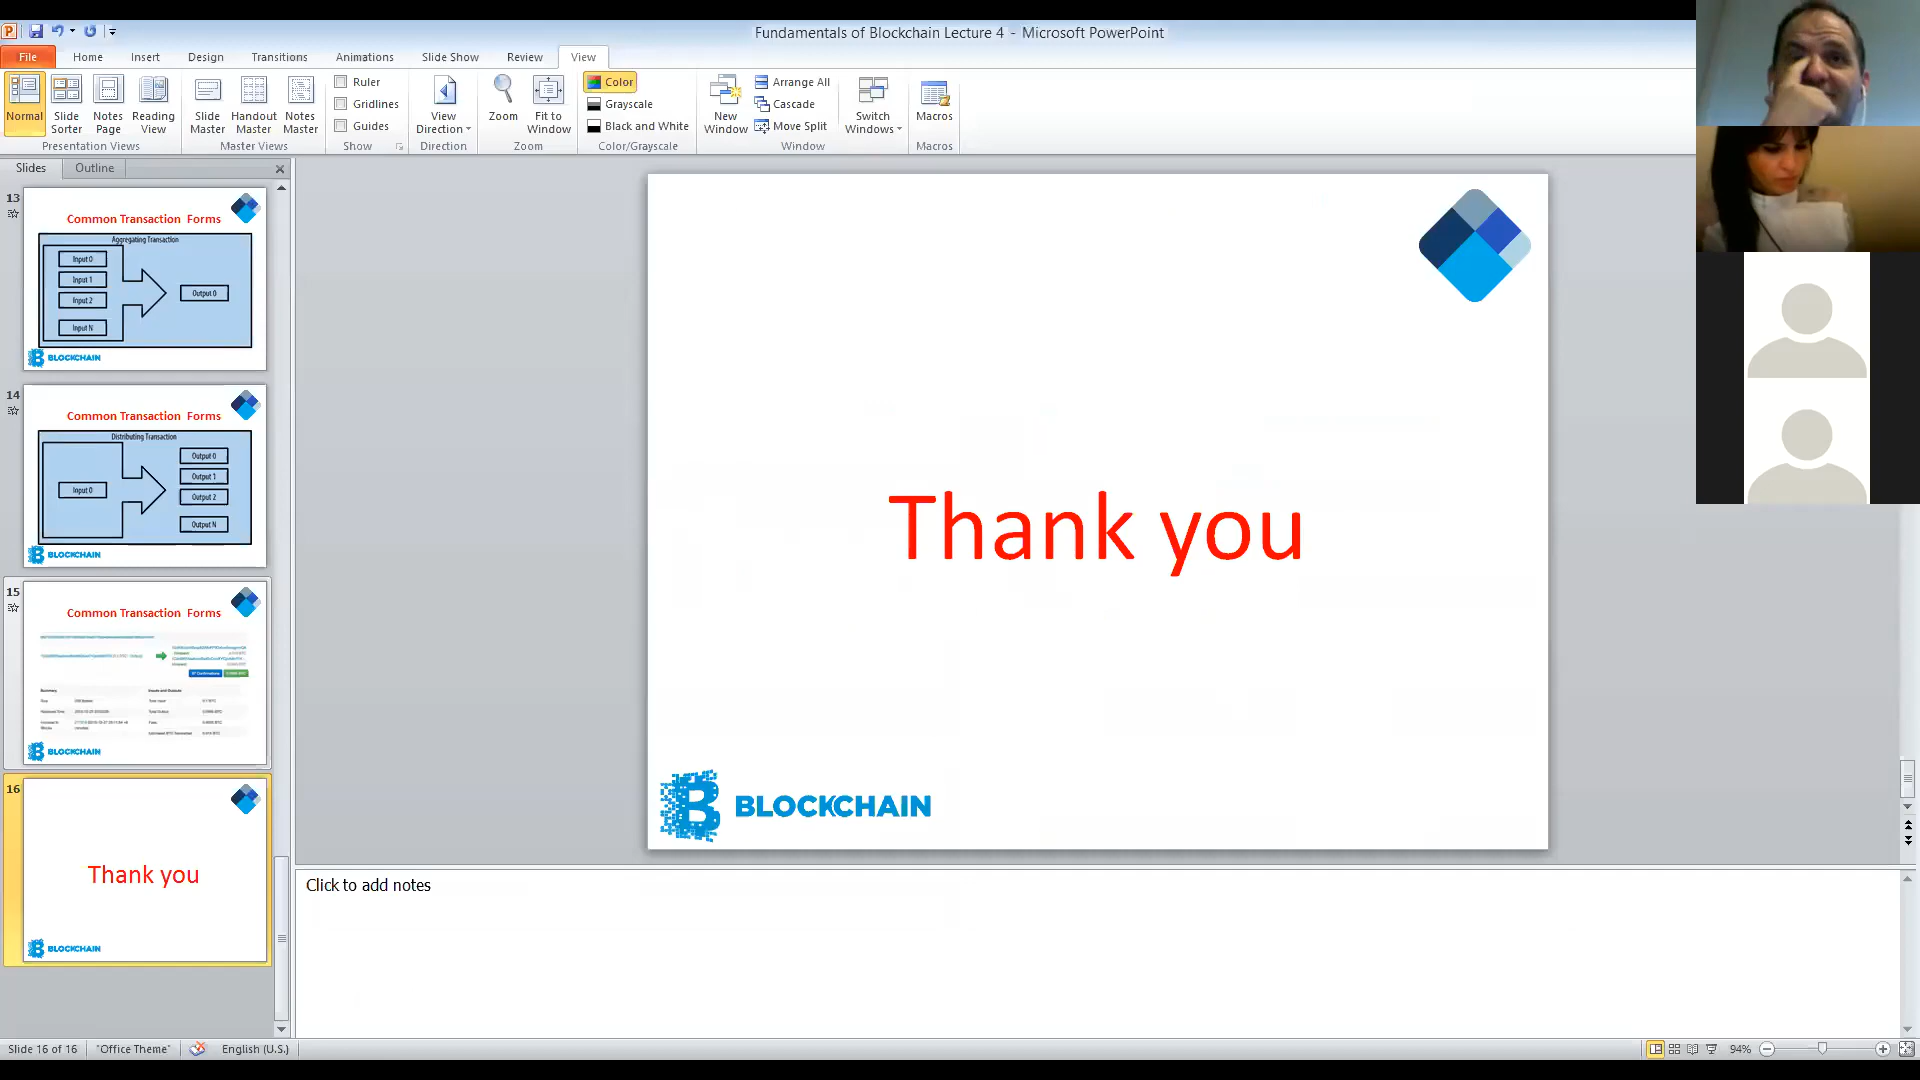 Fundamentals of Blockchain Lecture 4 - Microsoft PowerPoint
File Home Insert Design Transitions Animations Slide Show Review View
Normal
Slide Sorter
Notes Page
Reading View
Presentation Views
Slide Master
Handout Master
Notes Master
Master Views
Ruler
Gridlines
Guides
Show
View Direction
Direction
Zoom
Fit to Window
Zoom
Color
Grayscale
Black and White
Color/Grayscale
New Window
Arrange All
Cascade
Move Split
Switch Windows
Window
Macros
Macros
Slides Outline
13
Common Transaction Forms
Aggregating Transaction
Input 0
Input 1
Input 2
Input N
Output 0
BLOCKCHAIN
14
Common Transaction Forms
Distributing Transaction
Input 0
Output 0
Output 1
Output 2
Output N
BLOCKCHAIN
15
Common Transaction Forms
Summary
Inputs and Outputs
BLOCKCHAIN
16
Thank you
BLOCKCHAIN
Thank you
BLOCKCHAIN
Click to add notes
Slide 16 of 16 "Office Theme" English (U.S.) 94%